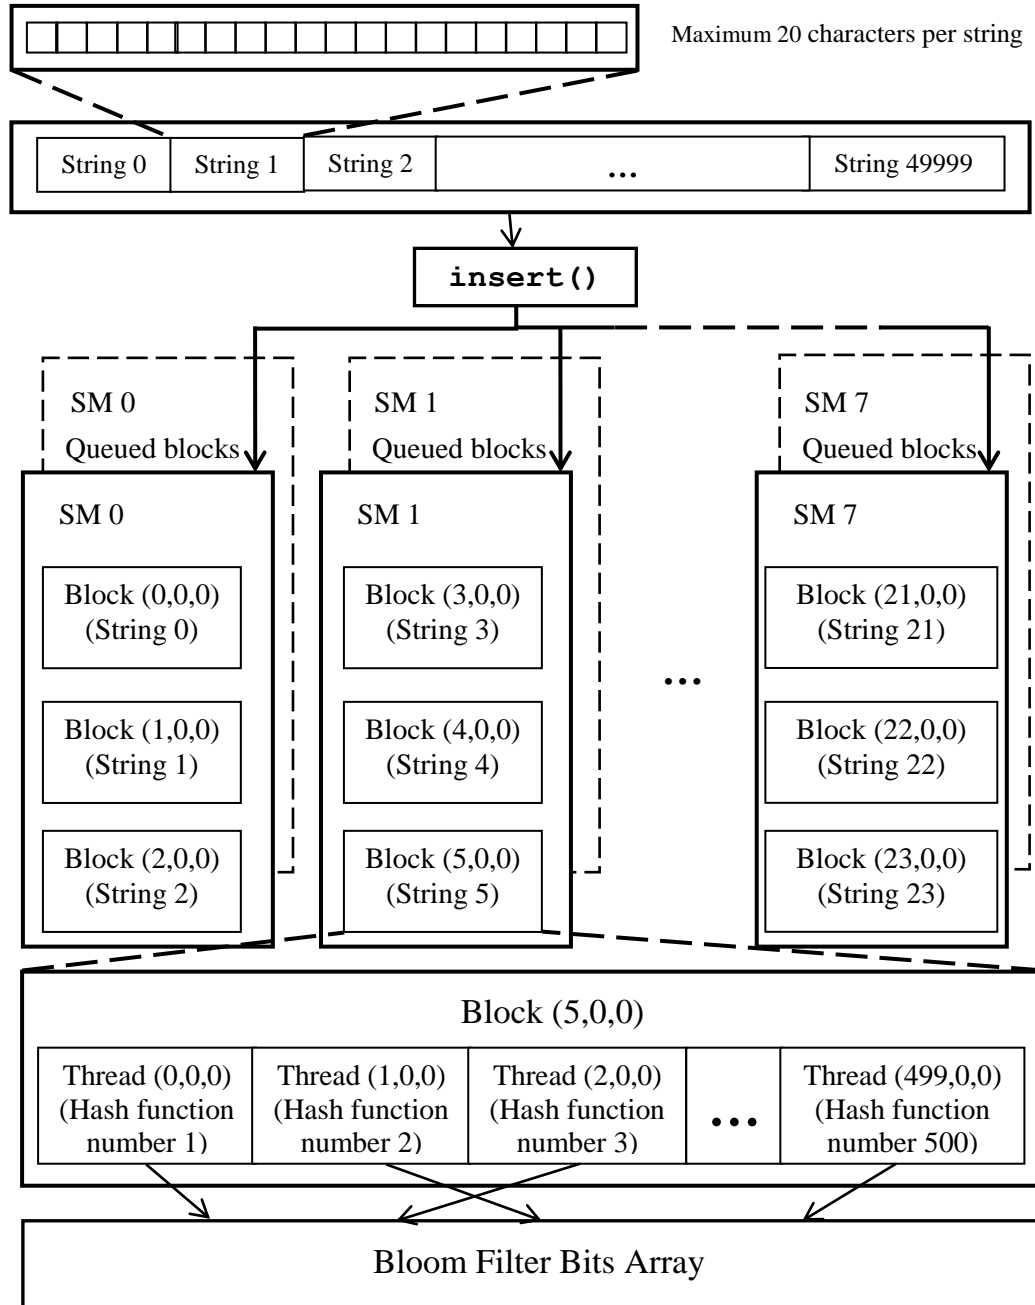 Maximum 20 characters per string
String 0
String 1
String 2
...
String 49999
insert()
SM 0
Queued blocks
SM 1
Queued blocks
SM 7
Queued blocks
SM 0
Block (0,0,0)
(String 0)
Block (1,0,0)
(String 1)
Block (2,0,0)
(String 2)
SM 1
Block (3,0,0)
(String 3)
Block (4,0,0)
(String 4)
Block (5,0,0)
(String 5)
...
SM 7
Block (21,0,0)
(String 21)
Block (22,0,0)
(String 22)
Block (23,0,0)
(String 23)
Block (5,0,0)
Thread (0,0,0)
(Hash function
number 1)
Thread (1,0,0)
(Hash function
number 2)
Thread (2,0,0)
(Hash function
number 3)
...
Thread (499,0,0)
(Hash function
number 500)
Bloom Filter Bits Array